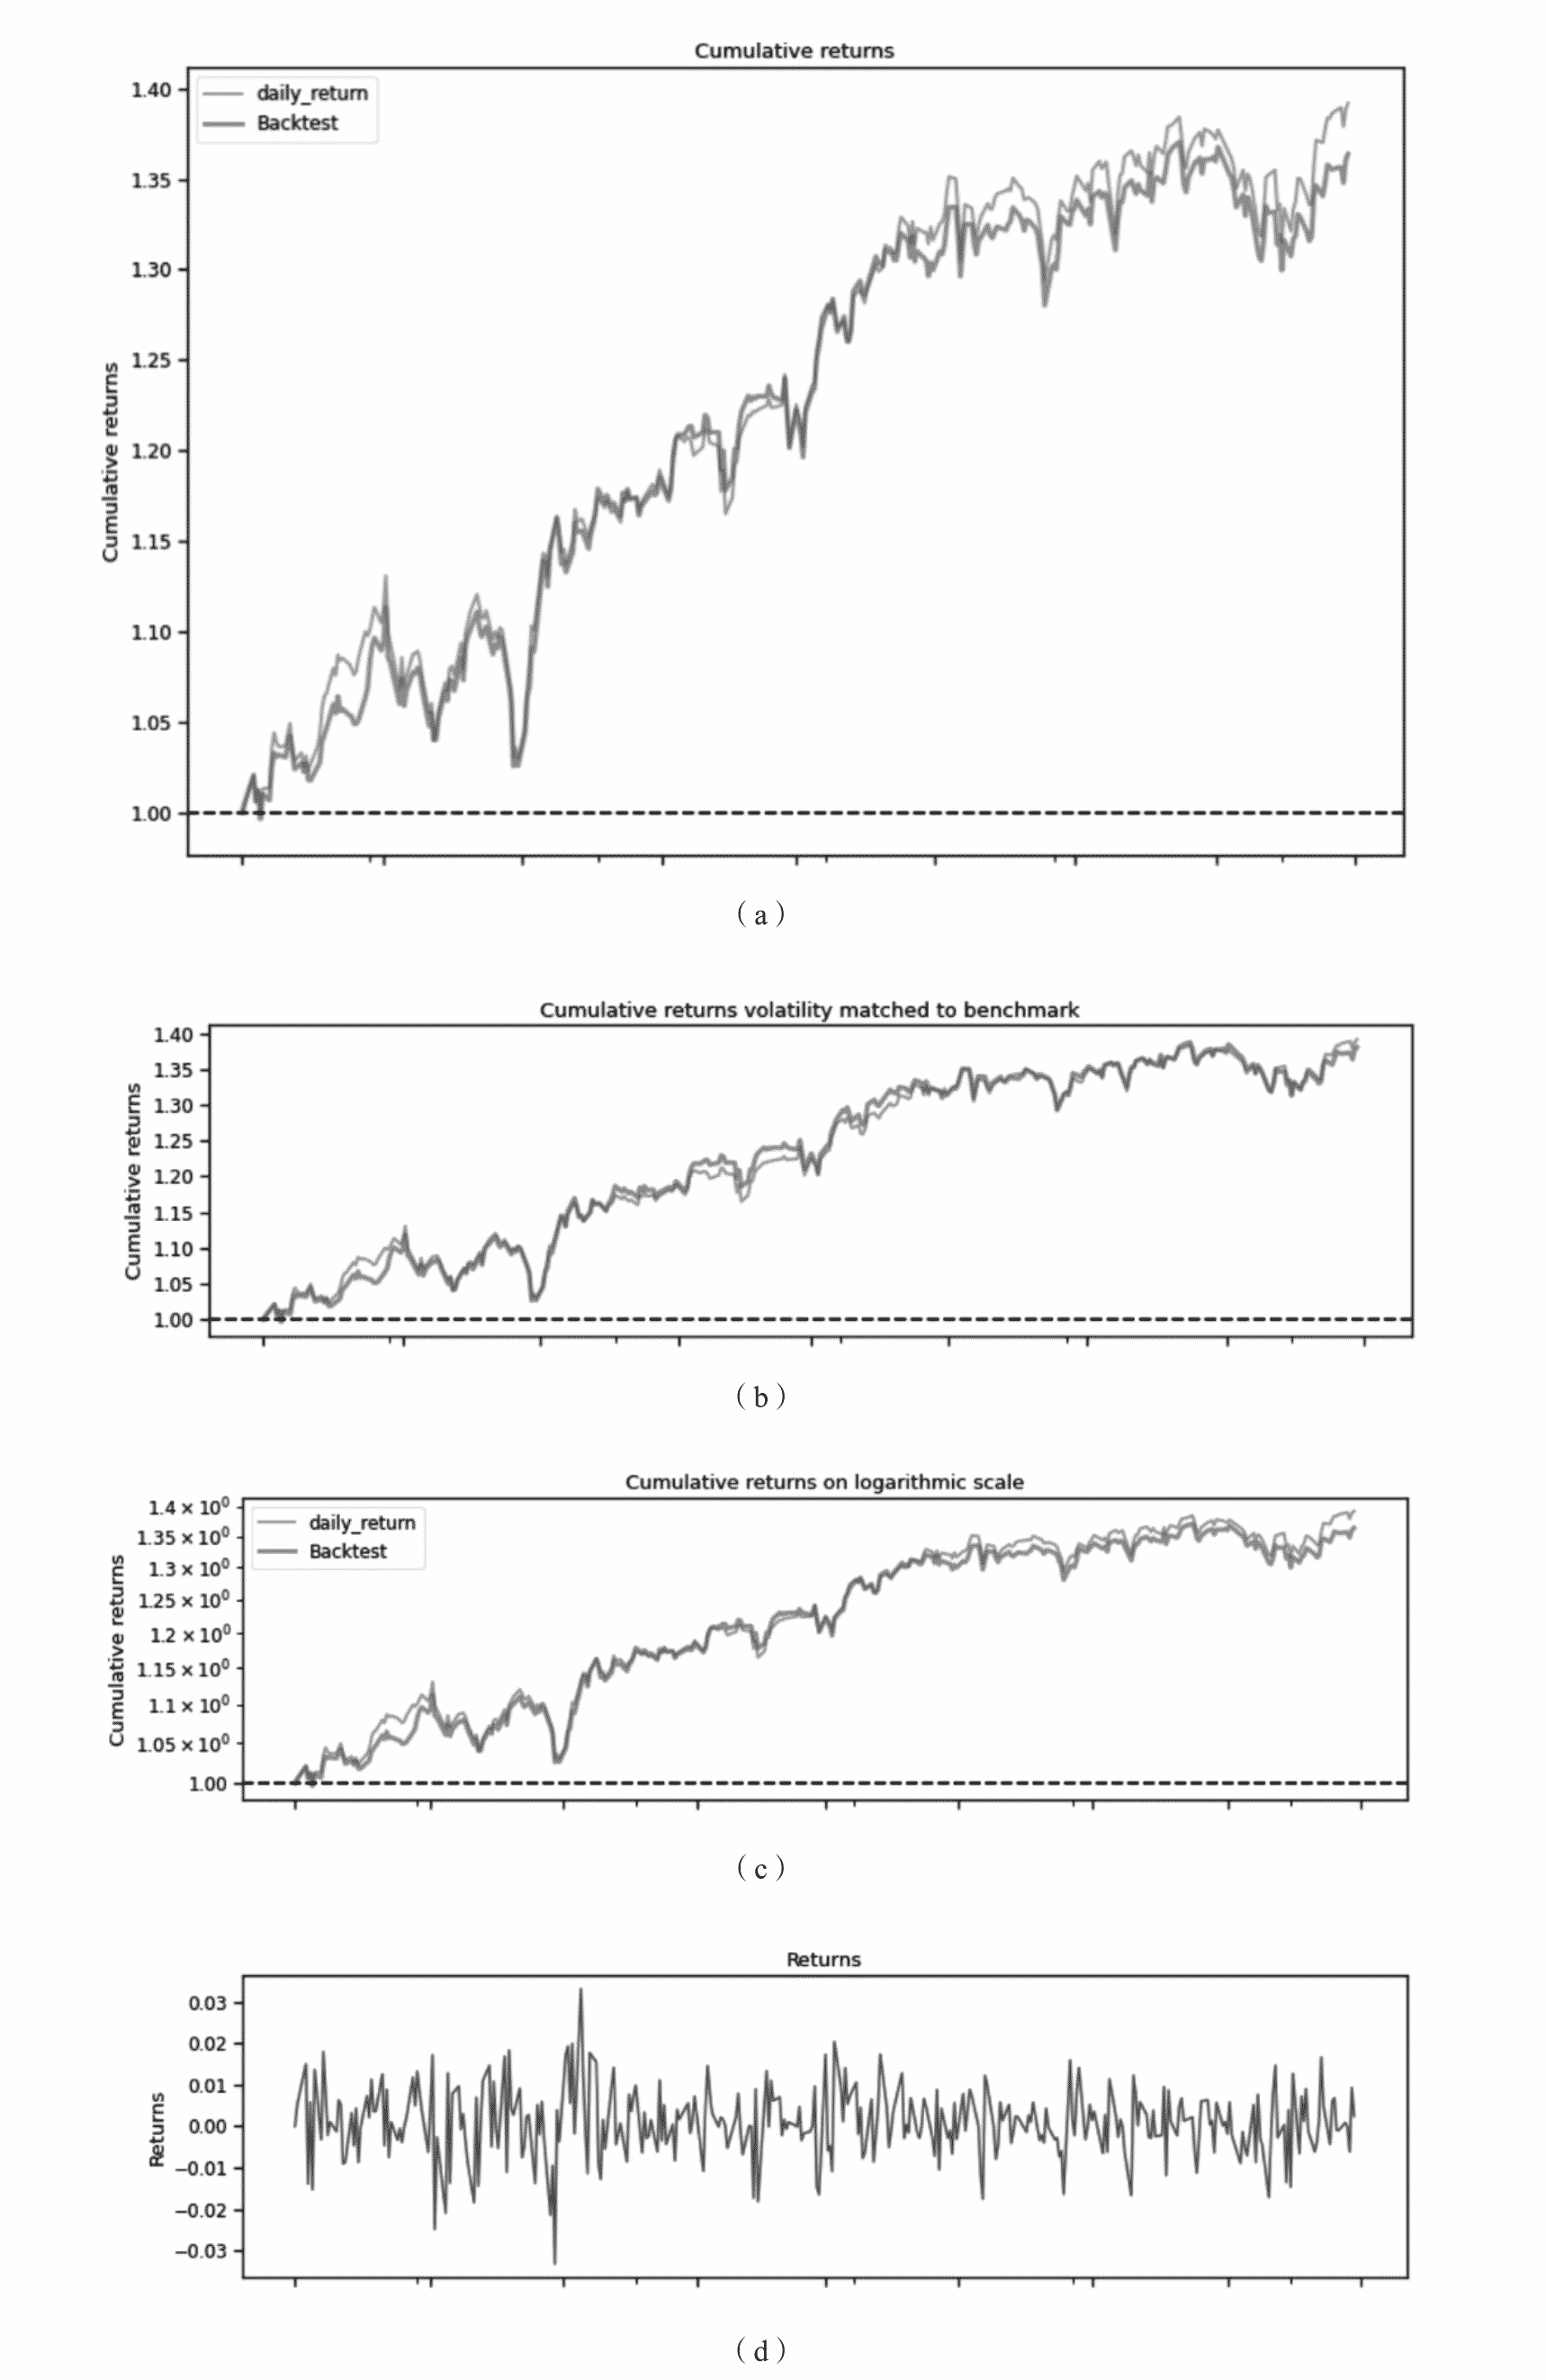 Cumulative returns
daily_return
Backtest
Cumulative returns
1.40
1.35
1.30
1.25
1.20
1.15
1.10
1.05
1.00
（a）
Cumulative returns volatility matched to benchmark
Cumulative returns
1.40
1.35
1.30
1.25
1.20
1.15
1.10
1.05
1.00
（b）
Cumulative returns on logarithmic scale
daily_return
Backtest
Cumulative returns
1.4 × 10⁰
1.35 × 10⁰
1.3 × 10⁰
1.25 × 10⁰
1.2 × 10⁰
1.15 × 10⁰
1.1 × 10⁰
1.05 × 10⁰
1.00
（c）
Returns
Returns
0.03
0.02
0.01
0.00
−0.01
−0.02
−0.03
（d）